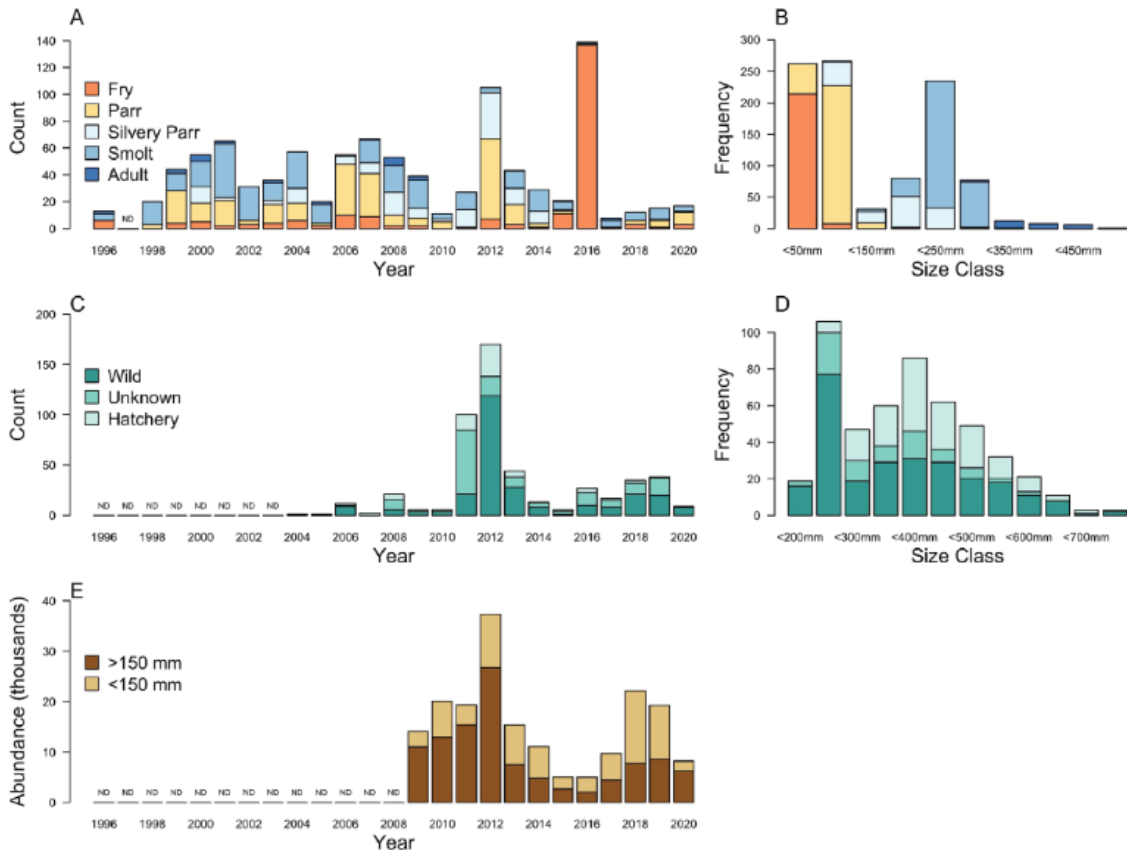 A
Count
140
120
100
80
60
40
20
0
Fry
Parr
Silvery Parr
Smolt
Adult
ND
1996 1998 2000 2002 2004 2006 2008 2010 2012 2014 2016 2018 2020
Year
B
Frequency
300
250
200
150
100
50
0
<50mm <150mm <250mm <350mm <450mm
Size Class
C
Count
200
150
100
50
0
Wild
Unknown
Hatchery
ND ND ND ND ND ND ND ND
1996 1998 2000 2002 2004 2006 2008 2010 2012 2014 2016 2018 2020
Year
D
Frequency
100
80
60
40
20
0
<200mm <300mm <400mm <500mm <600mm <700mm
Size Class
E
Abundance (thousands)
40
30
20
10
0
>150 mm
<150 mm
ND ND ND ND ND ND ND ND ND ND ND ND ND
1996 1998 2000 2002 2004 2006 2008 2010 2012 2014 2016 2018 2020
Year